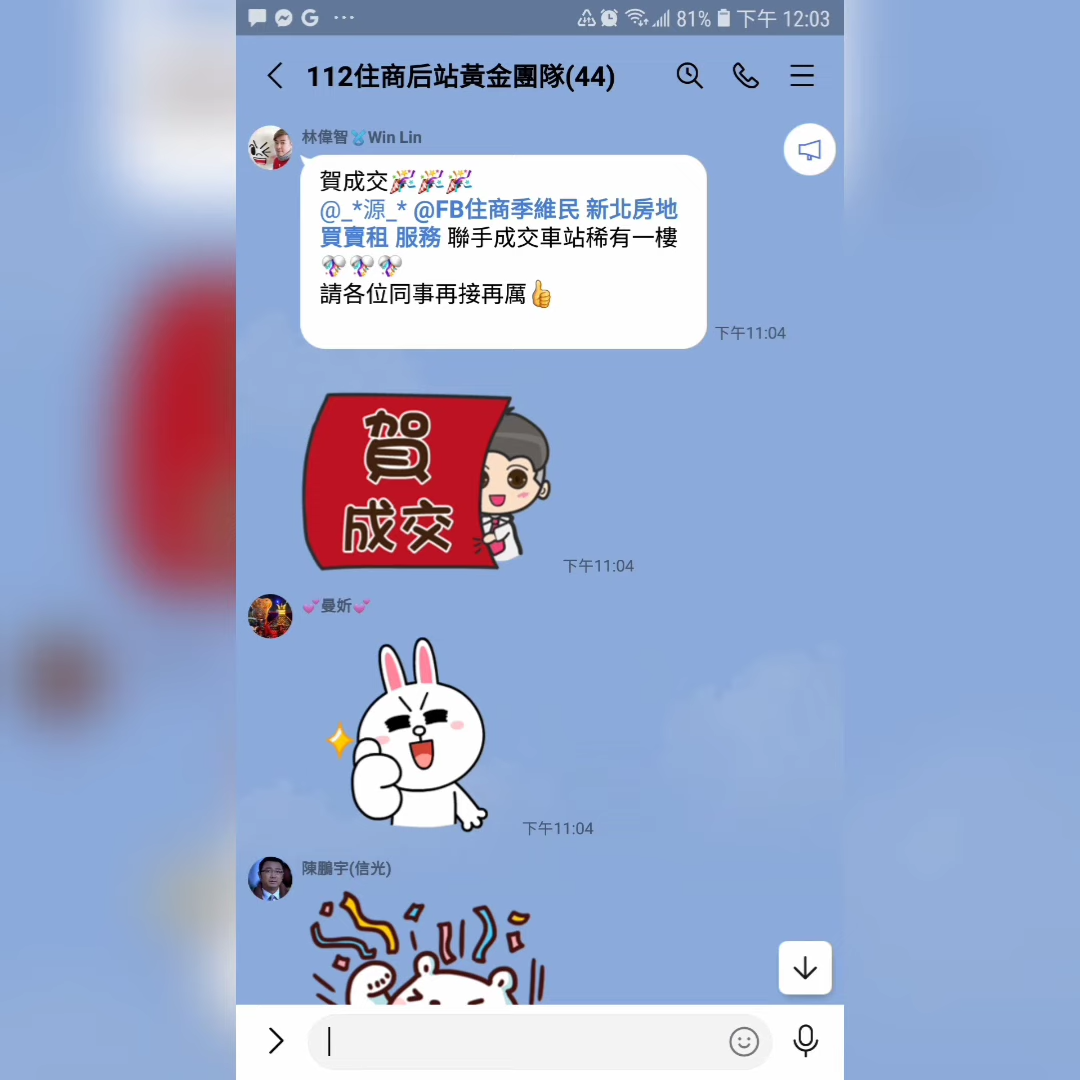 81% 下午 12:03
112住商后站黃金團隊(44)
林偉智➰Win Lin
賀成交🎉🎉🎉
@_*源_* @FB住商季維民 新北房地
買賣租 服務 聯手成交車站稀有一樓
🎊🎊🎊
請各位同事再接再厲👍
下午11:04
賀
成交
下午11:04
💕曼妡💕
下午11:04
陳鵬宇(信光)